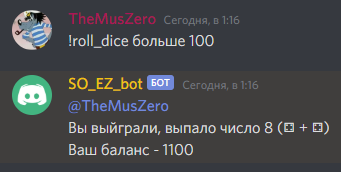 TheMusZero Сегодня, в 1:16
!roll_dice больше 100
SO_EZ_bot БОТ Сегодня, в 1:16
@TheMusZero
Вы выйграли, выпало число 8 (⚃ + ⚃)
Ваш баланс - 1100